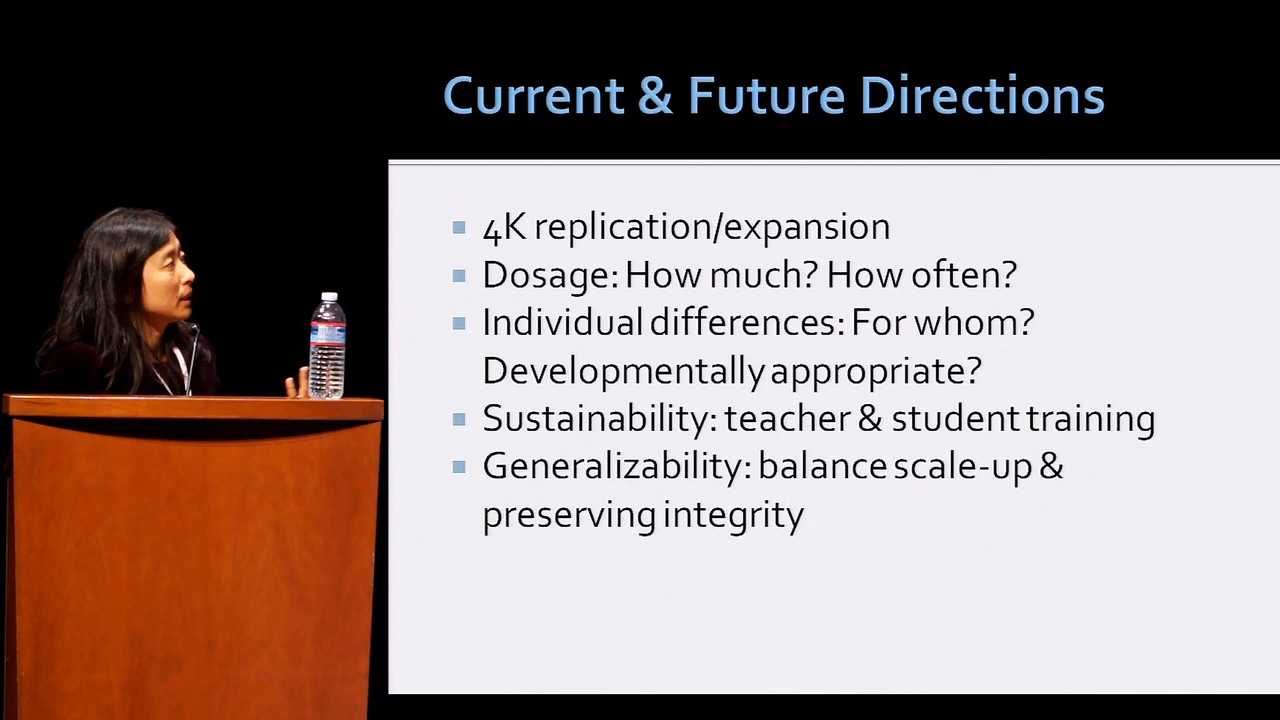 Current & Future Directions
4K replication/expansion
Dosage: How much? How often?
Individual differences: For whom?
Developmentally appropriate?
Sustainability: teacher & student training
Generalizability: balance scale-up &
preserving integrity